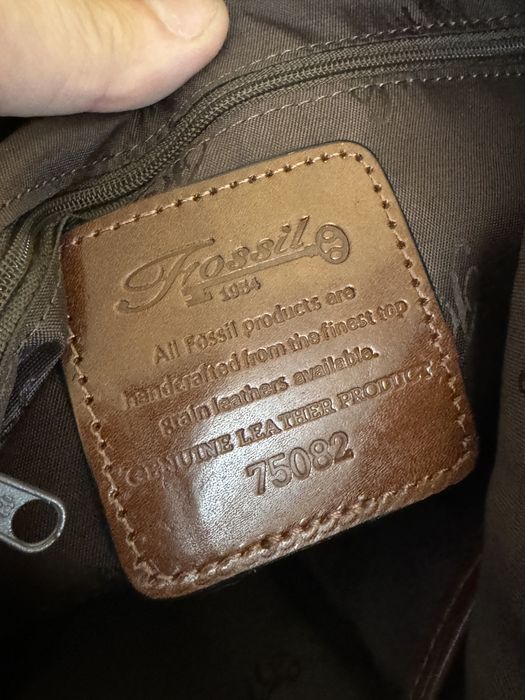 Fossil
1954
All Fossil products are
handcrafted from the finest top
grain leathers available.
GENUINE LEATHER PRODUCT
75082